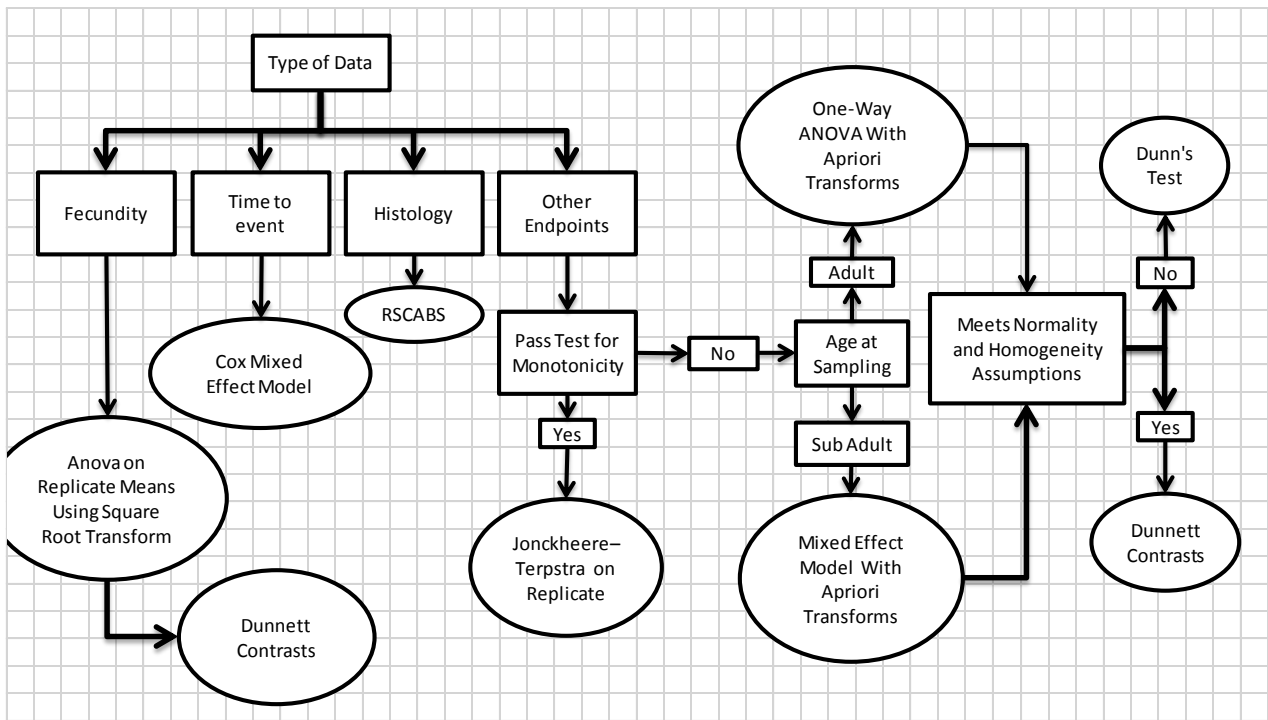 Type of Data
Fecundity
Time to
event
Histology
Other
Endpoints
RSCABS
Cox Mixed
Effect Model
Anova on
Replicate Means
Using Square
Root Transform
Dunnett
Contrasts
Pass Test for
Monotonicity
Yes
Jonckheere–
Terpstra on
Replicate
No
Age at
Sampling
Adult
One-Way
ANOVA With
Apriori
Transforms
Sub Adult
Mixed Effect
Model With
Apriori
Transforms
Meets Normality
and Homogeneity
Assumptions
No
Dunn's
Test
Yes
Dunnett
Contrasts